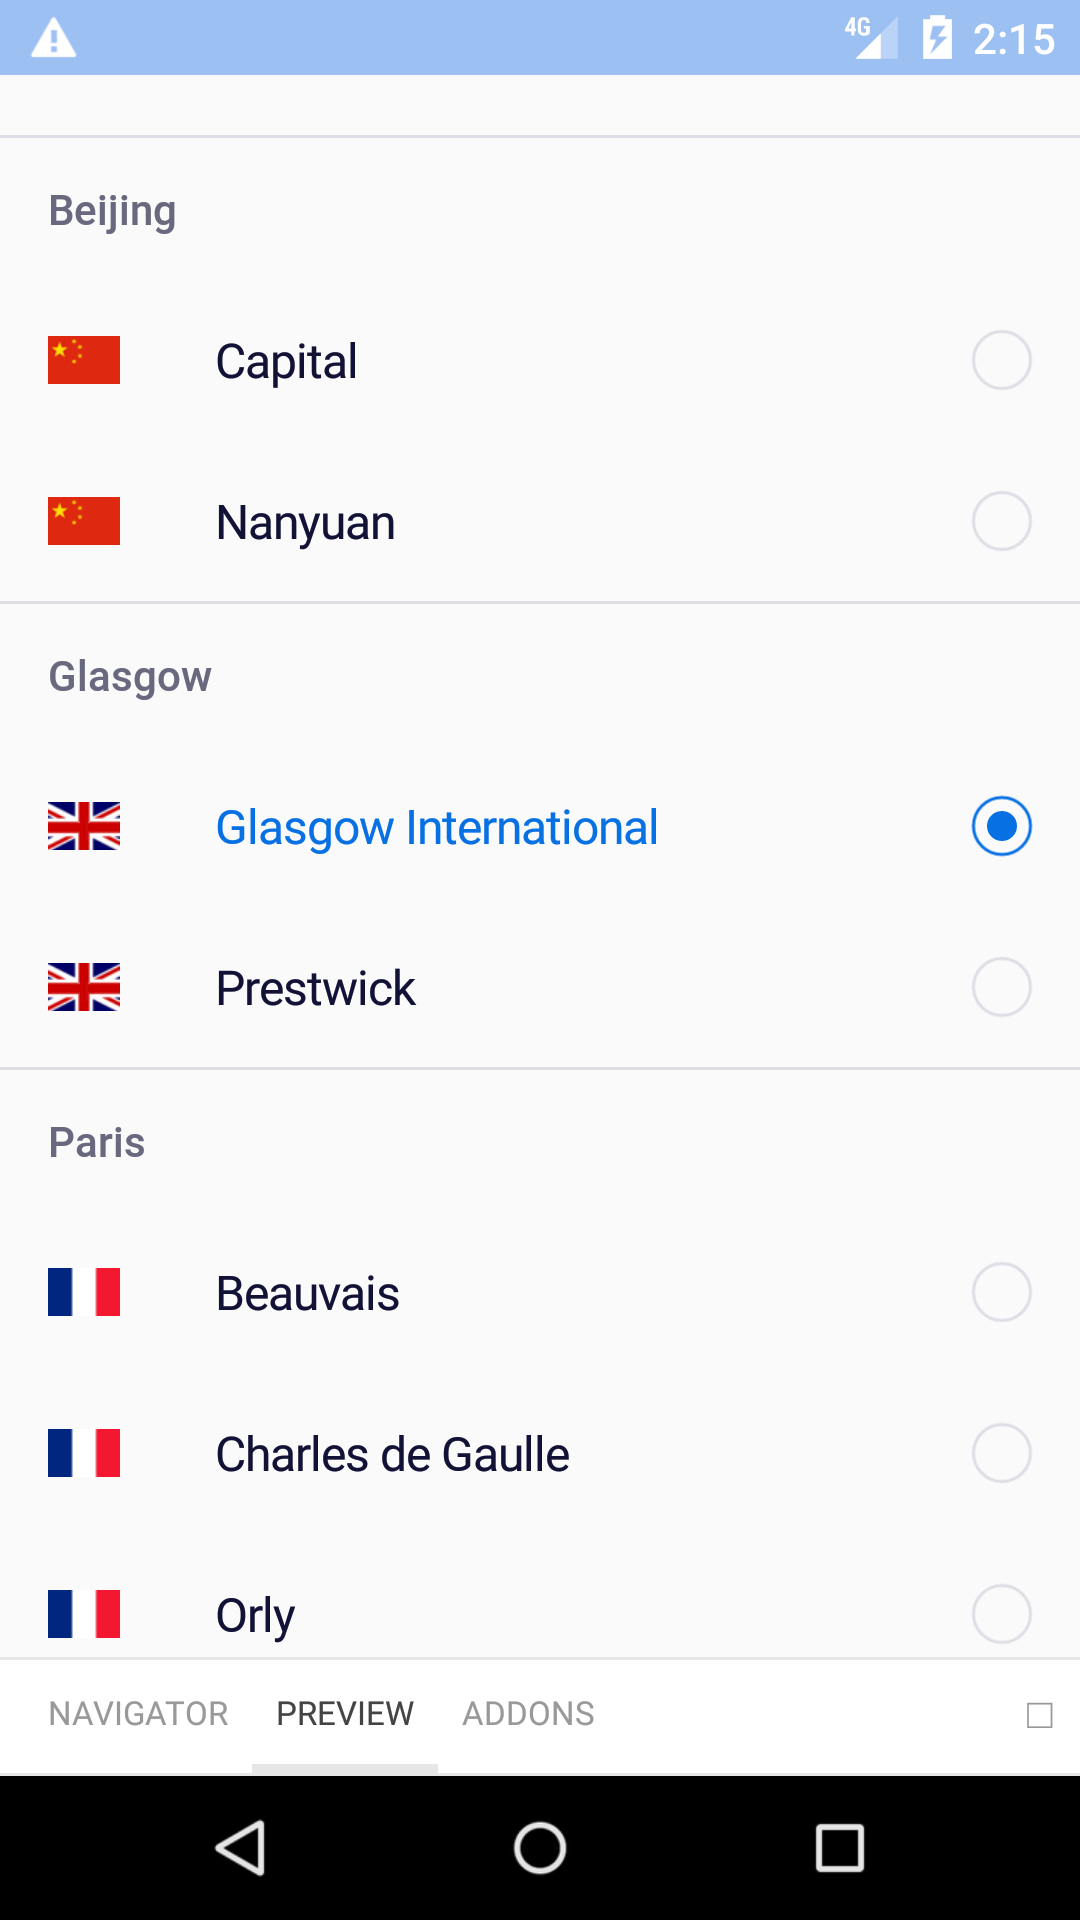 4G 2:15
Beijing
Capital
Nanyuan
Glasgow
Glasgow International
Prestwick
Paris
Beauvais
Charles de Gaulle
Orly
NAVIGATOR PREVIEW ADDONS